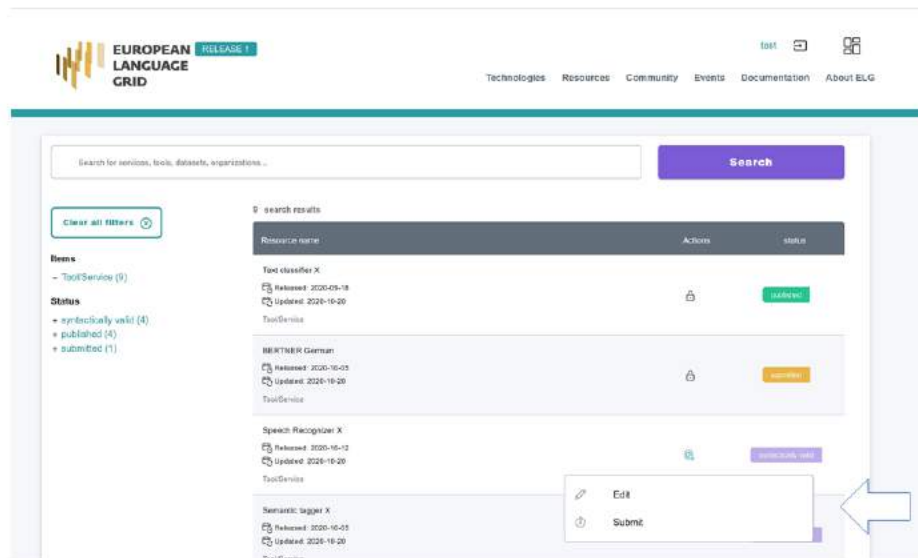 EUROPEAN RELEASE 1
LANGUAGE
GRID
test
Technologies Resources Community Events Documentation About ELG
Search for services, tools, datasets, organizations ...
Search
Clear all filters
9 search results
Resource name Actions status
Items
- Tool/Service (9)
Status
+ syntactically valid (4)
+ published (4)
+ submitted (1)
Text classifier X
Released: 2020-09-18
Updated: 2020-10-20
Tool/Service
published
BERTNER German
Released: 2020-10-05
Updated: 2020-10-20
Tool/Service
submitted
Speech Recognizer X
Released: 2020-10-12
Updated: 2020-10-20
Tool/Service
syntactically valid
Edit
Submit
Semantic tagger X
Released: 2020-10-05
Updated: 2020-10-20
Tool/Service